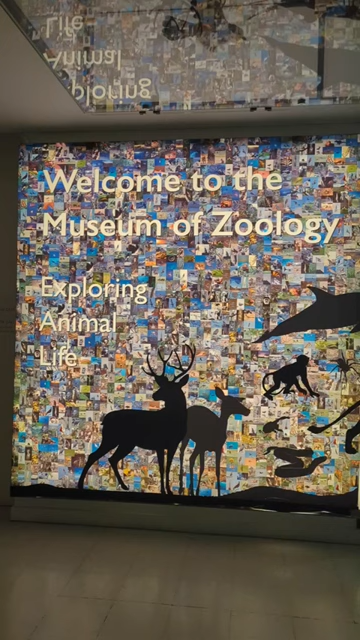 Welcome to the
Museum of Zoology
Exploring
Animal
Life